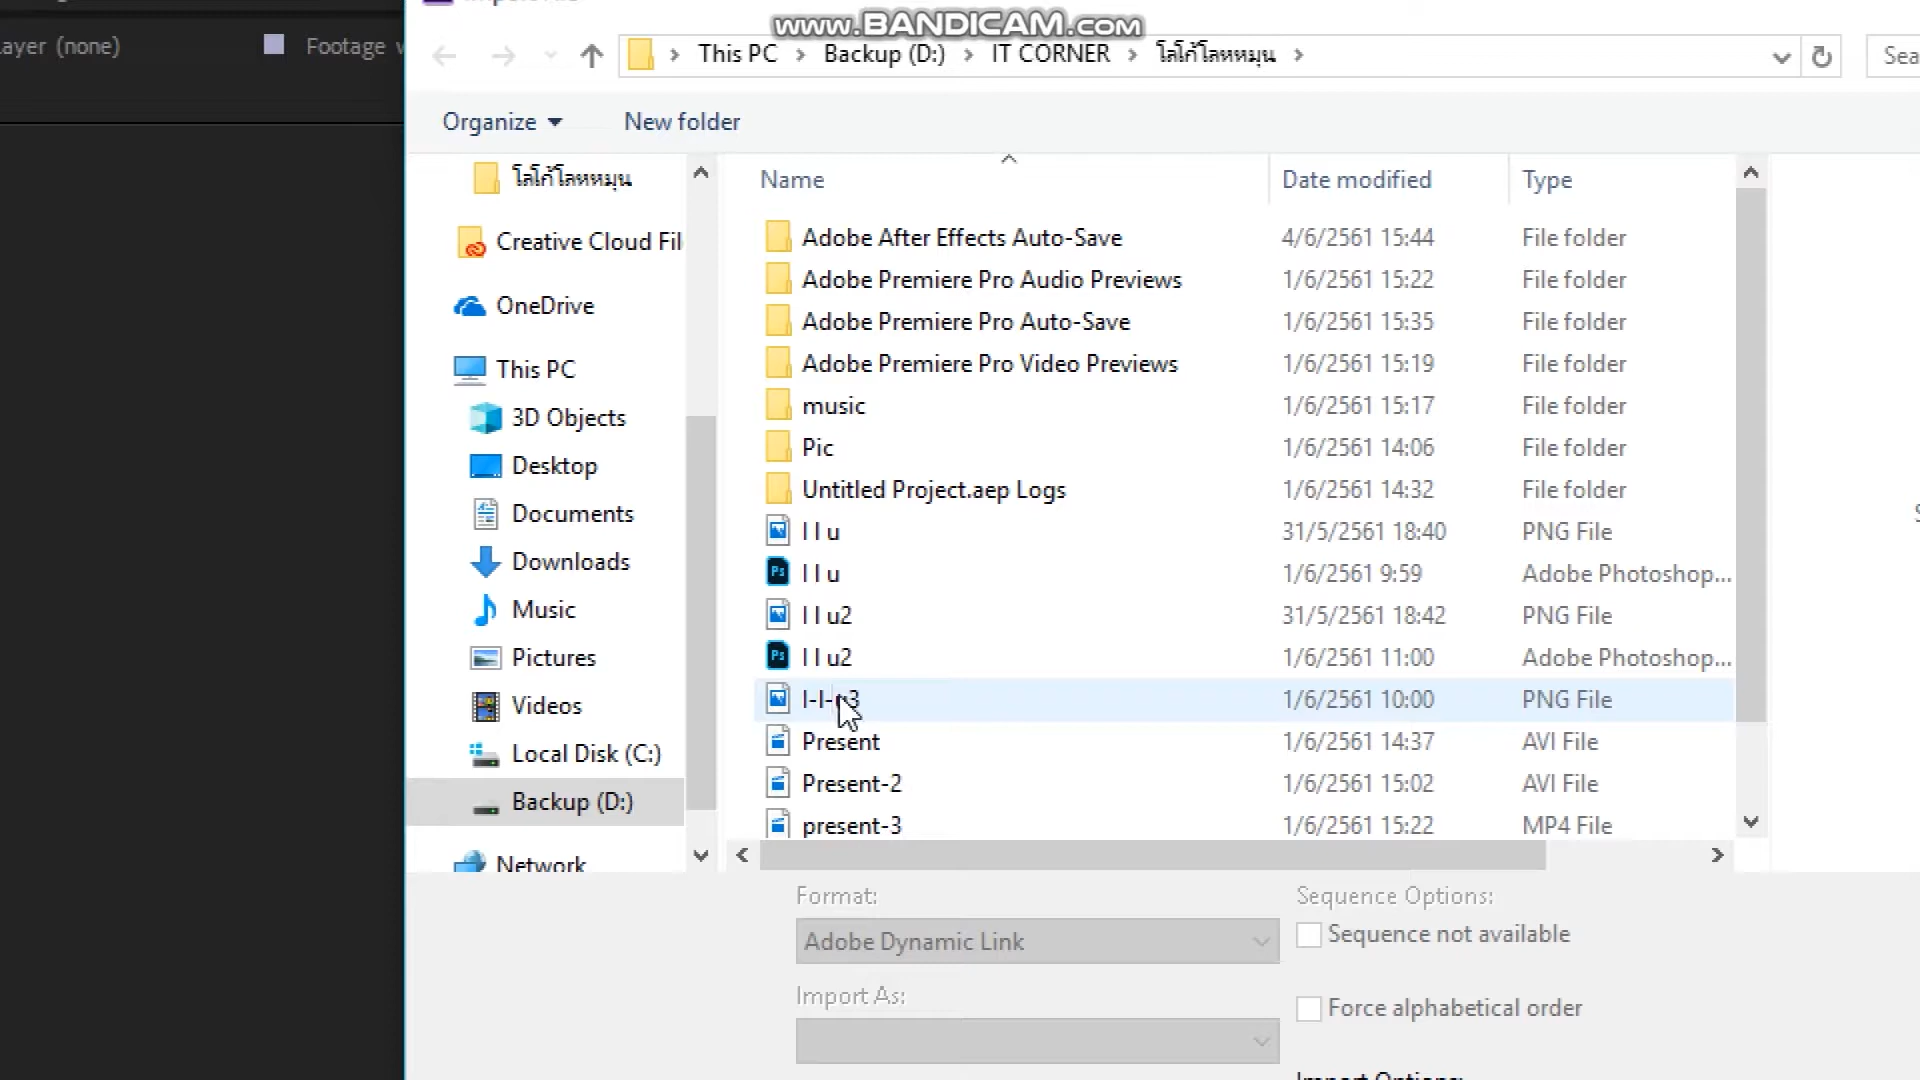 www.BANDICAM.com
ayer (none)
Footage
This PC > Backup (D:) > IT CORNER > โลโก้โลหหมุน >
Sea
Organize
New folder
โลโก้โลหหมุน
Creative Cloud Fil
OneDrive
This PC
3D Objects
Desktop
Documents
Downloads
Music
Pictures
Videos
Local Disk (C:)
Backup (D:)
Network
Name Date modified Type
Adobe After Effects Auto-Save 4/6/2561 15:44 File folder
Adobe Premiere Pro Audio Previews 1/6/2561 15:22 File folder
Adobe Premiere Pro Auto-Save 1/6/2561 15:35 File folder
Adobe Premiere Pro Video Previews 1/6/2561 15:19 File folder
music 1/6/2561 15:17 File folder
Pic 1/6/2561 14:06 File folder
Untitled Project.aep Logs 1/6/2561 14:32 File folder
l l u 31/5/2561 18:40 PNG File
l l u 1/6/2561 9:59 Adobe Photoshop...
l l u2 31/5/2561 18:42 PNG File
l l u2 1/6/2561 11:00 Adobe Photoshop...
1/6/2561 10:00 PNG File
Present 1/6/2561 14:37 AVI File
Present-2 1/6/2561 15:02 AVI File
present-3 1/6/2561 15:22 MP4 File
Format:
Adobe Dynamic Link
Import As:
Sequence Options:
Sequence not available
Force alphabetical order
Import Options: